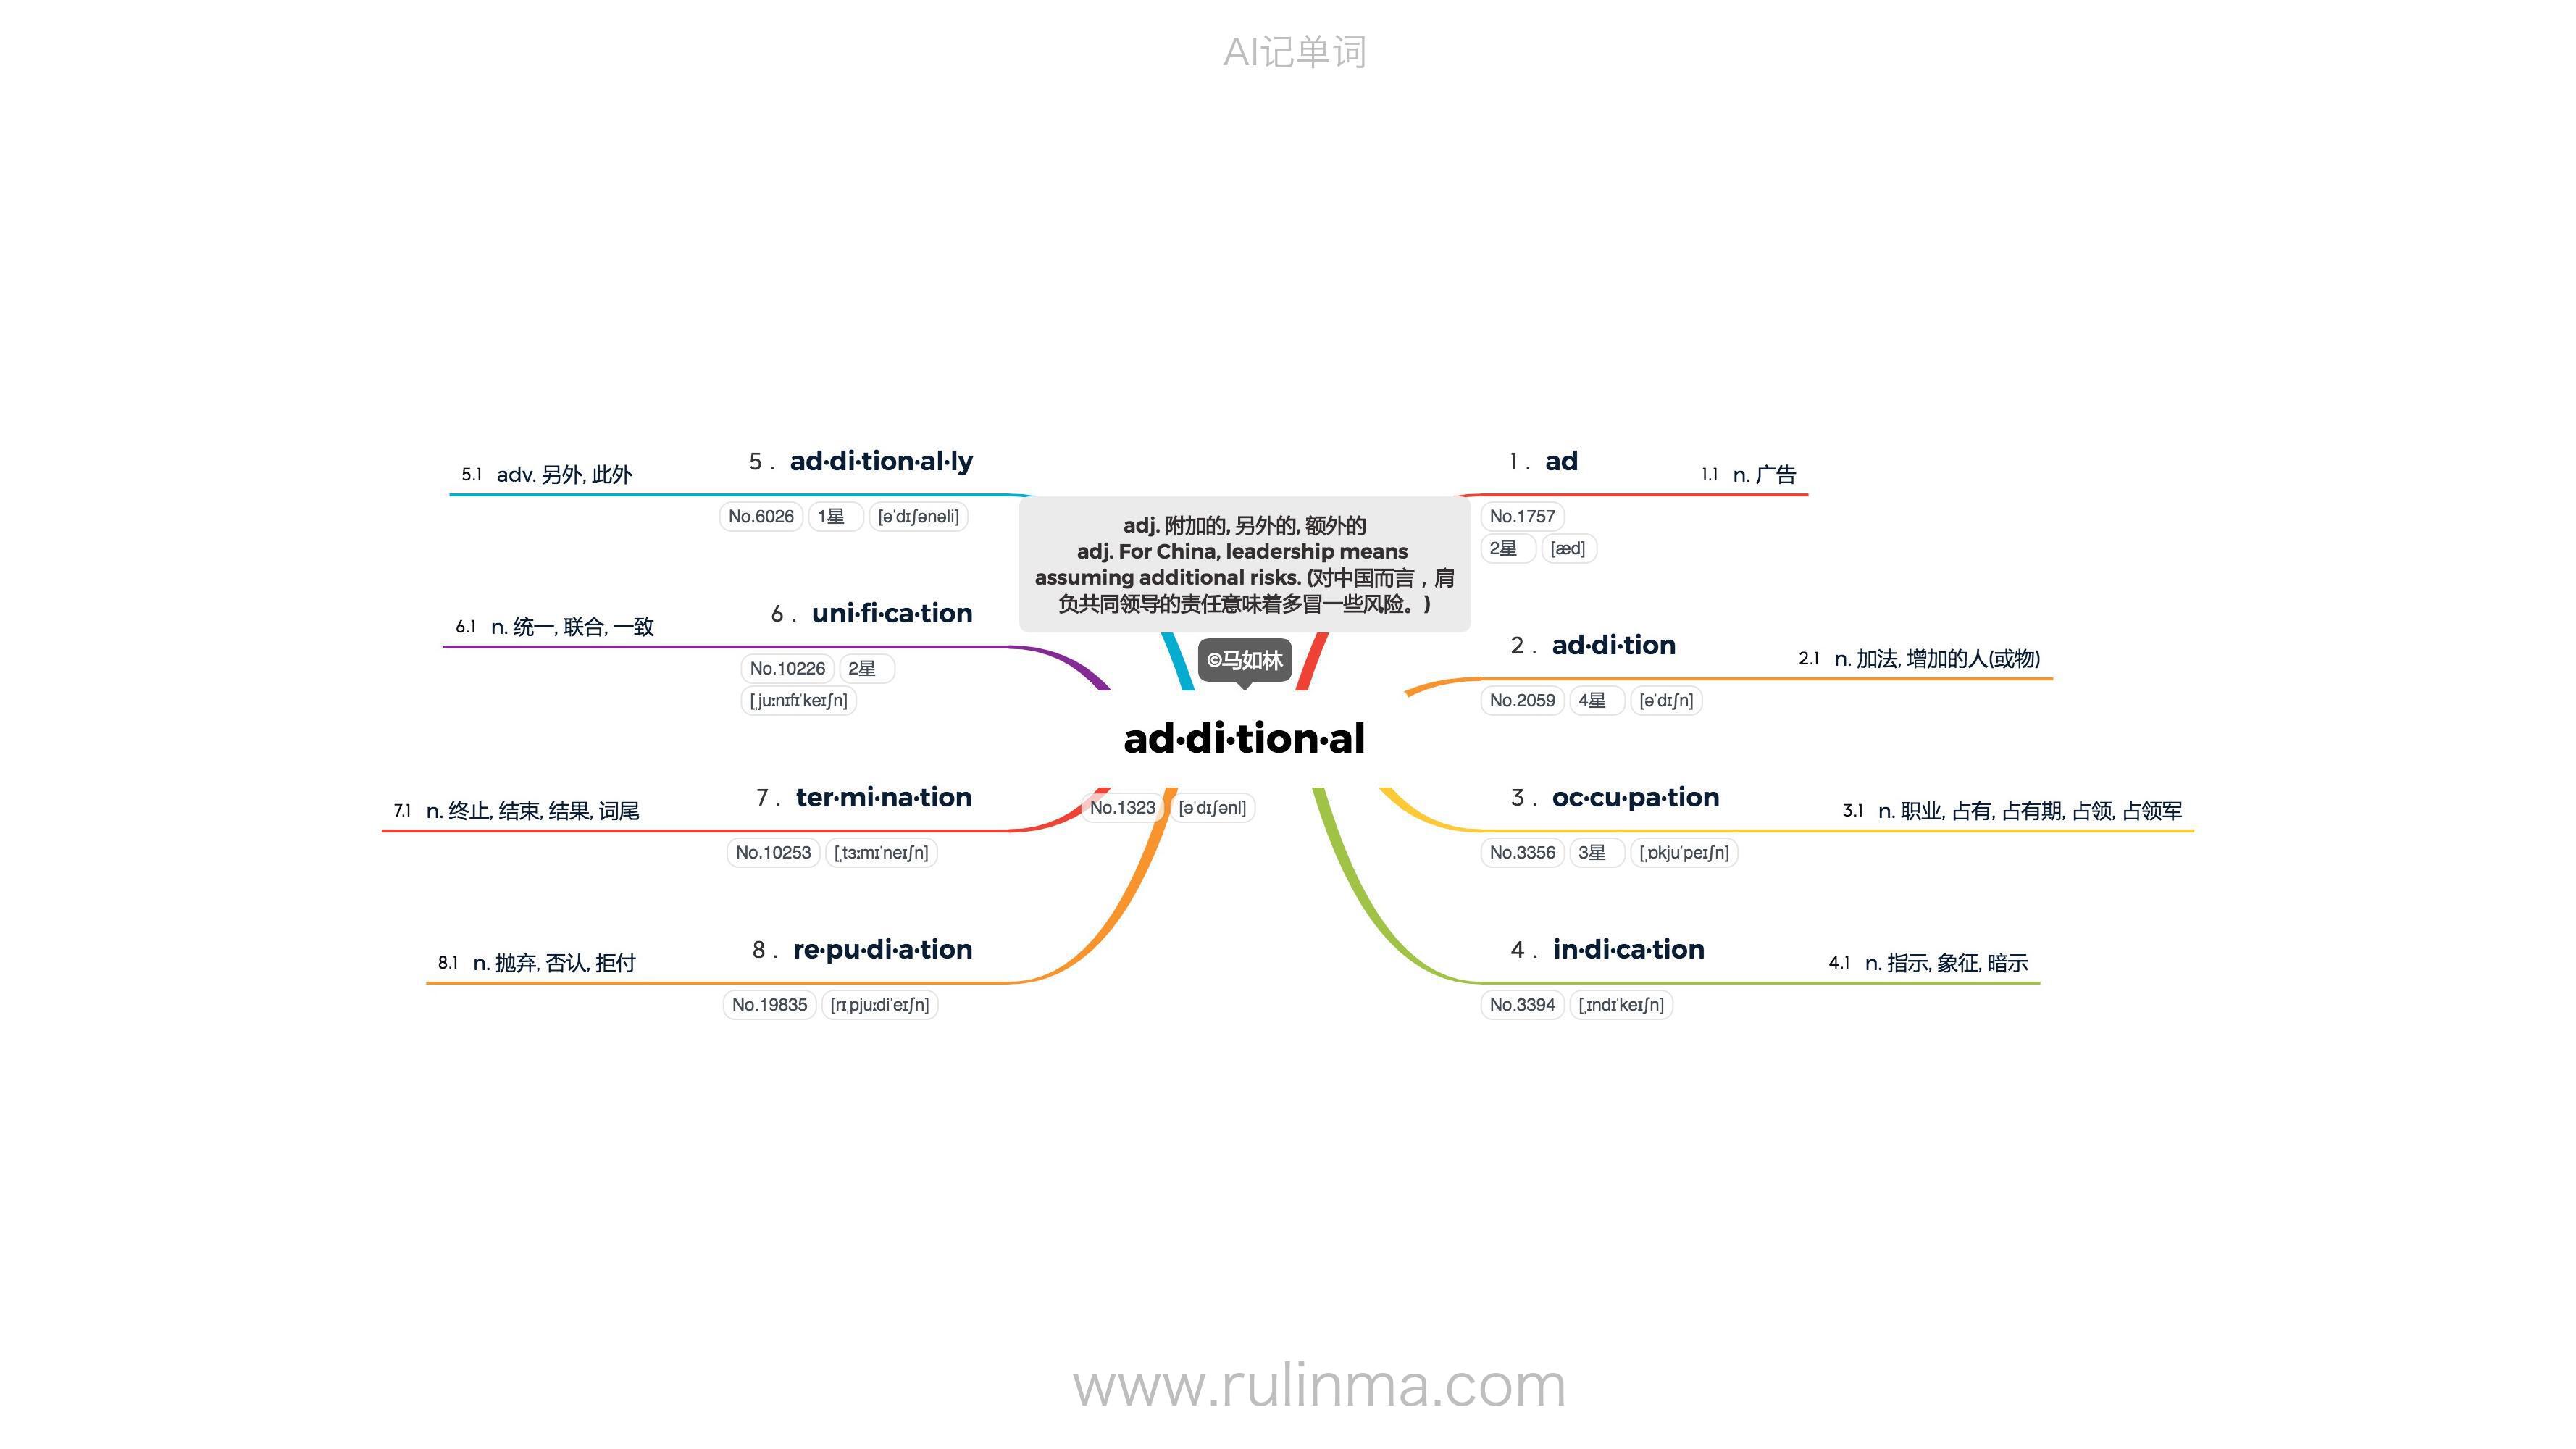 AI记单词
adj. 附加的, 另外的, 额外的
adj. For China, leadership means
assuming additional risks. (对中国而言，肩
负共同领导的责任意味着多冒一些风险。)
©马如林
ad·di·tion·al
No.1323 [əˈdɪʃənl]
1 . ad
1.1 n. 广告
No.1757
2星 [æd]
2 . ad·di·tion
2.1 n. 加法, 增加的人(或物)
No.2059 4星 [əˈdɪʃn]
3 . oc·cu·pa·tion
3.1 n. 职业, 占有, 占有期, 占领, 占领军
No.3356 3星 [ˌɒkjuˈpeɪʃn]
4 . in·di·ca·tion
4.1 n. 指示, 象征, 暗示
No.3394 [ˌɪndɪˈkeɪʃn]
5 . ad·di·tion·al·ly
5.1 adv. 另外, 此外
No.6026 1星 [əˈdɪʃənəli]
6 . uni·fi·ca·tion
6.1 n. 统一, 联合, 一致
No.10226 2星
[ˌjuːnɪfɪˈkeɪʃn]
7 . ter·mi·na·tion
7.1 n. 终止, 结束, 结果, 词尾
No.10253 [ˌtɜːmɪˈneɪʃn]
8 . re·pu·di·a·tion
8.1 n. 抛弃, 否认, 拒付
No.19835 [rɪˌpjuːdiˈeɪʃn]
www.rulinma.com